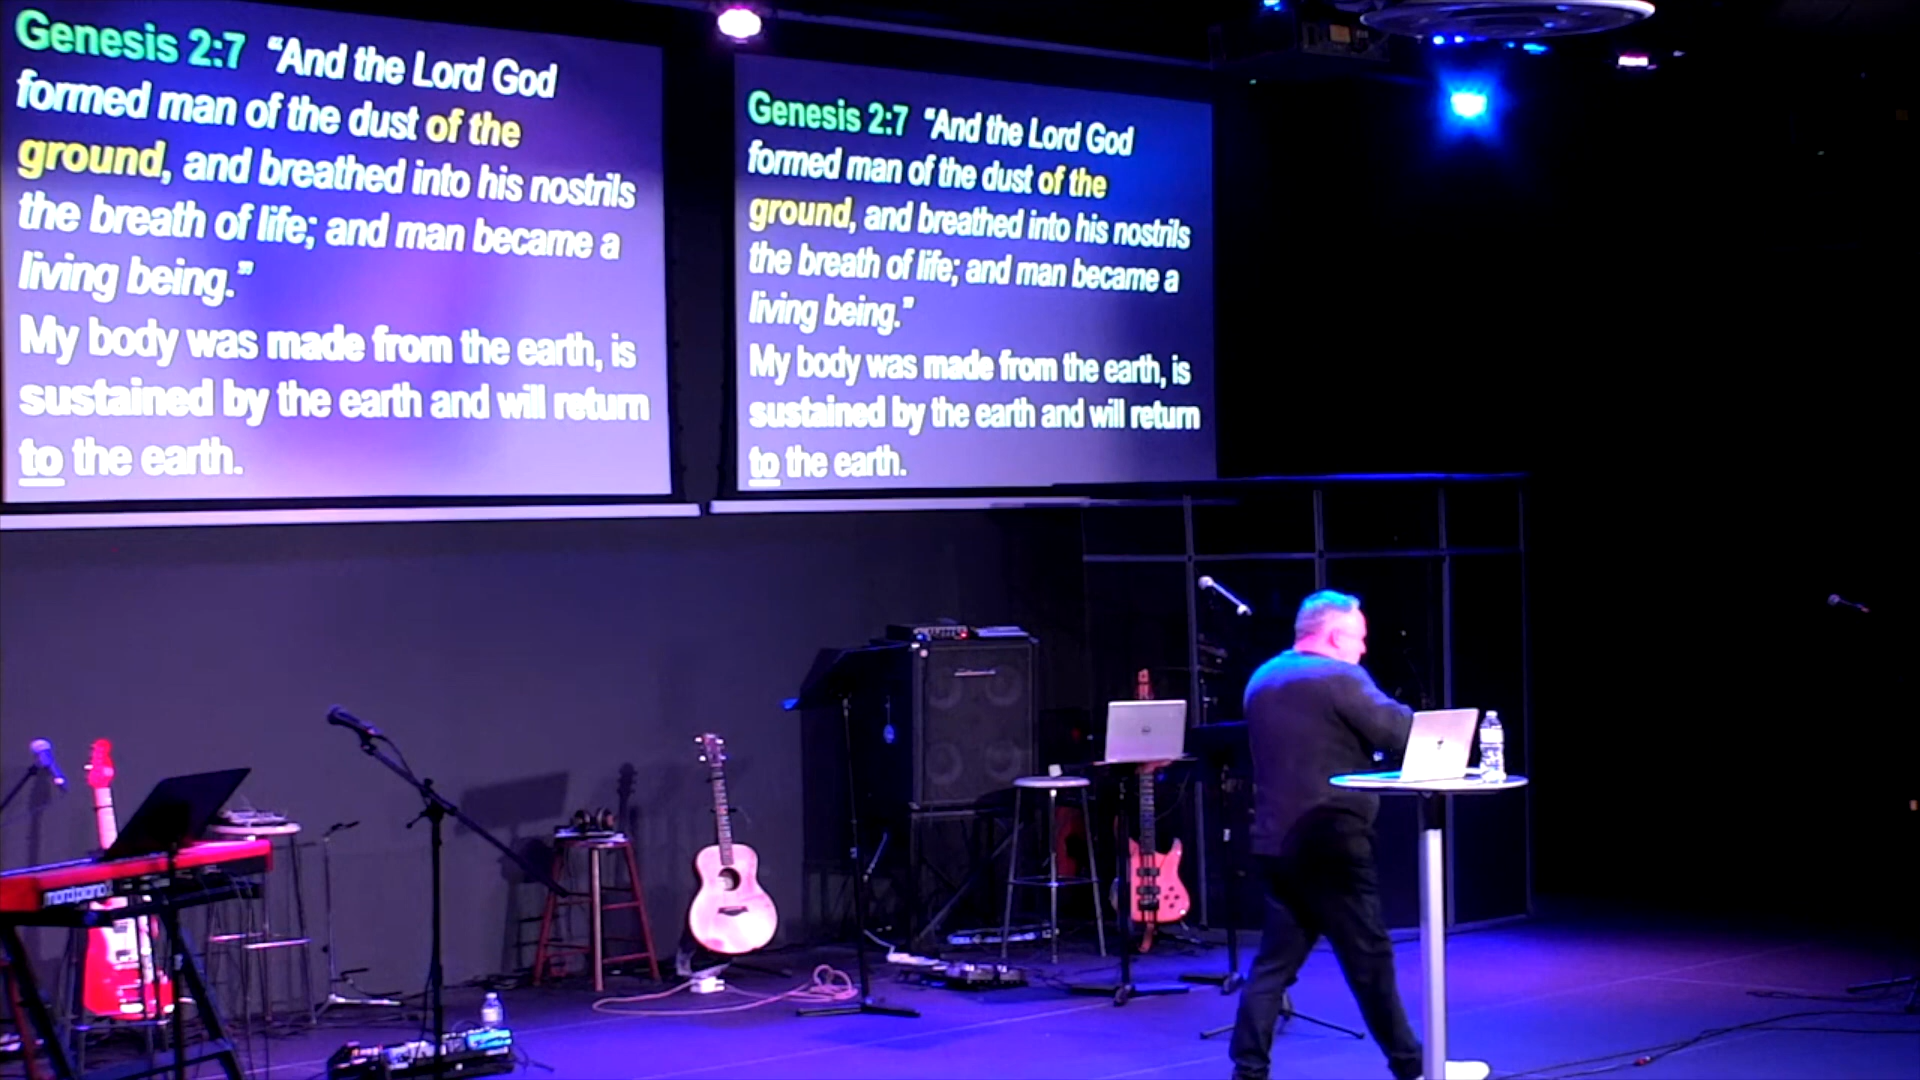 Genesis 2:7 “And the Lord God
formed man of the dust of the
ground, and breathed into his nostrils
the breath of life; and man became a
living being.”
My body was made from the earth, is
sustained by the earth and will return
to the earth.
Genesis 2:7 “And the Lord God
formed man of the dust of the
ground, and breathed into his nostrils
the breath of life; and man became a
living being.”
My body was made from the earth, is
sustained by the earth and will return
to the earth.